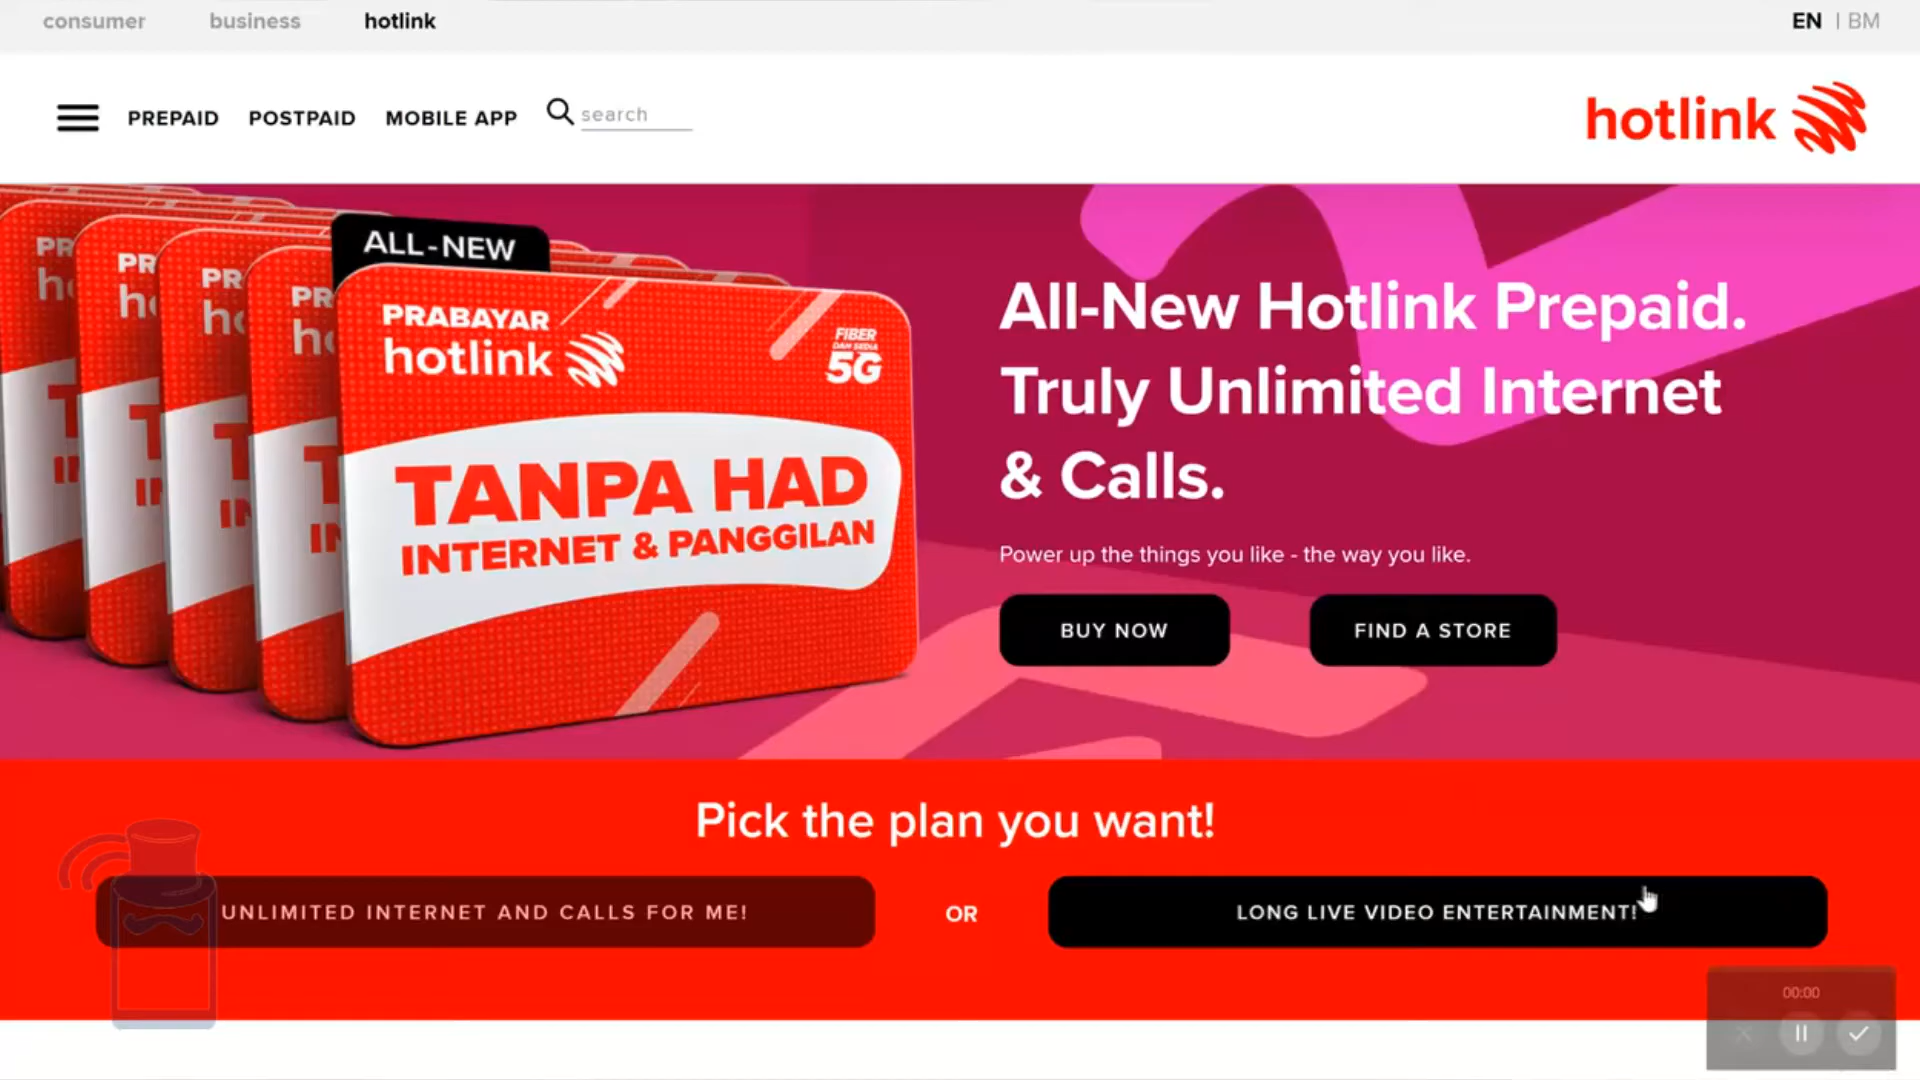 consumer business hotlink EN | BM
PREPAID POSTPAID MOBILE APP search
hotlink
ALL-NEW
PRABAYAR
hotlink
FIBER
DAN SEDIA
5G
TANPA HAD
INTERNET & PANGGILAN
All-New Hotlink Prepaid.
Truly Unlimited Internet
& Calls.
Power up the things you like - the way you like.
BUY NOW FIND A STORE
Pick the plan you want!
UNLIMITED INTERNET AND CALLS FOR ME! OR LONG LIVE VIDEO ENTERTAINMENT!
00:00